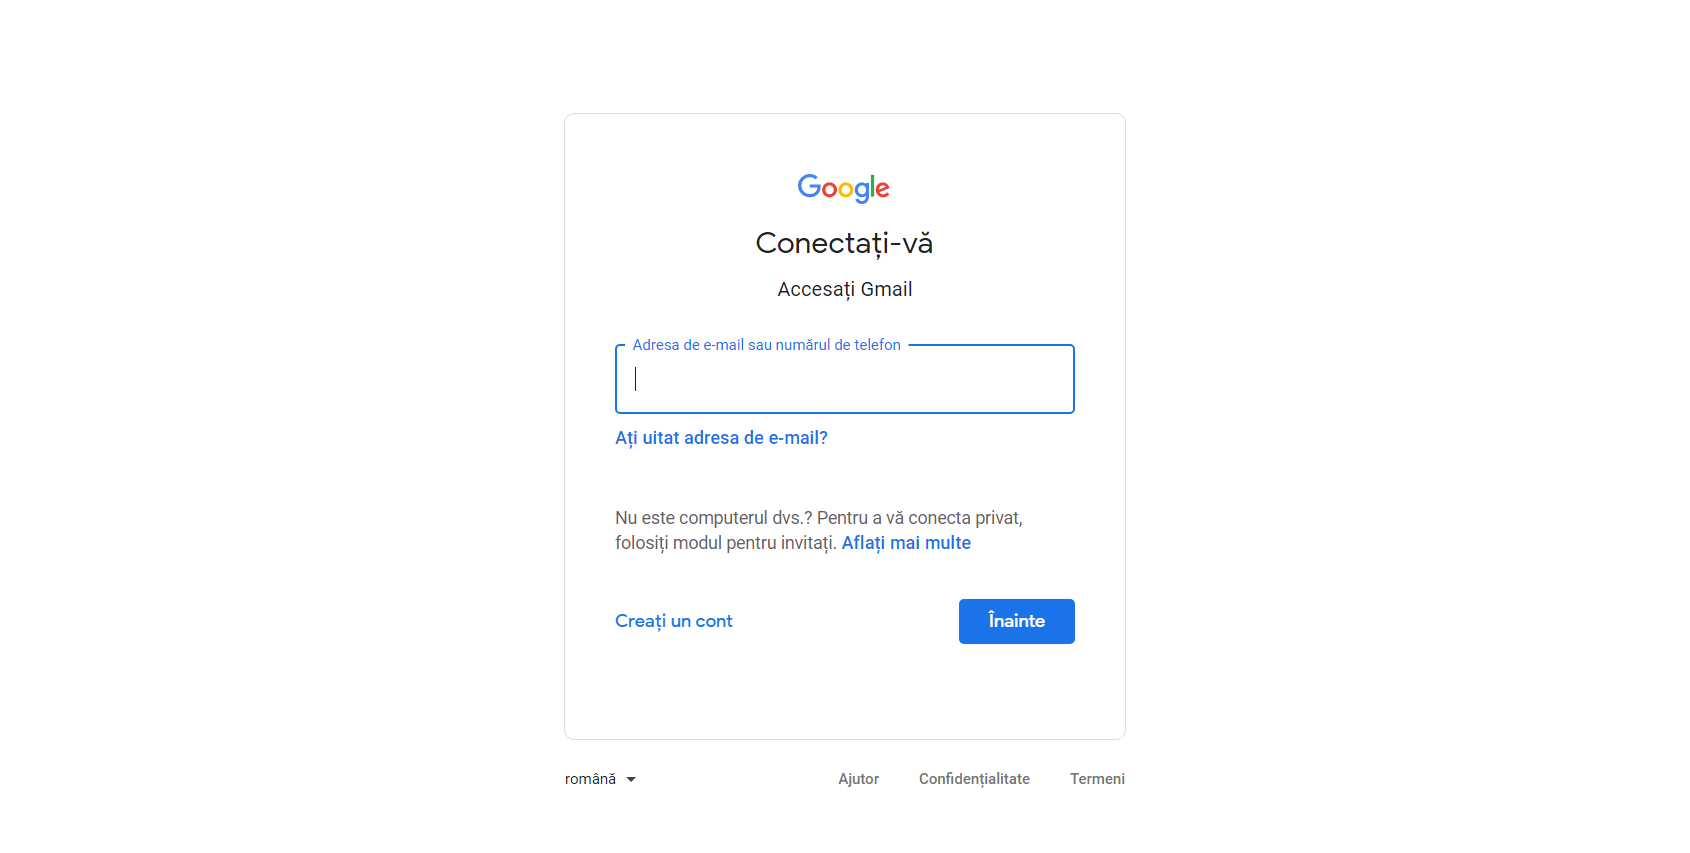 Google
Conectați-vă
Accesați Gmail
Adresa de e-mail sau numărul de telefon
Ați uitat adresa de e-mail?
Nu este computerul dvs.? Pentru a vă conecta privat,
folosiți modul pentru invitați. Aflați mai multe
Creați un cont
Înainte
română
Ajutor
Confidențialitate
Termeni